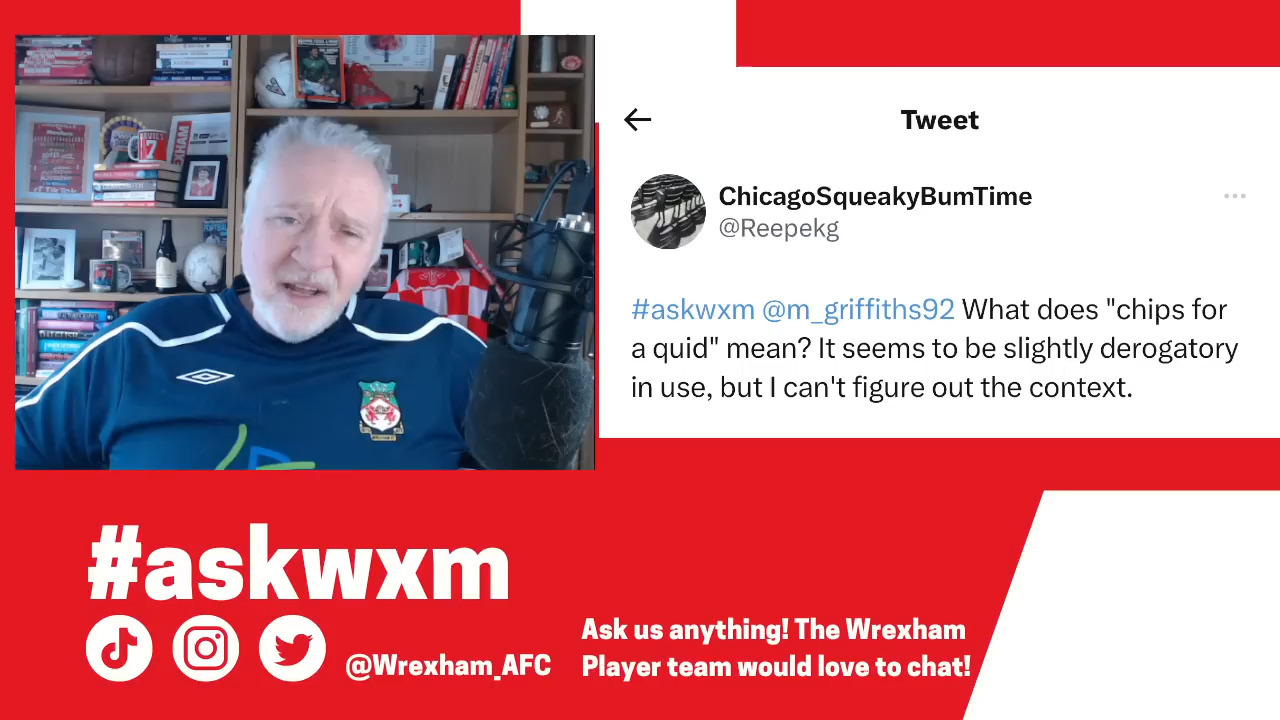 Tweet
ChicagoSqueakyBumTime
@Reepekg
#askwxm @m_griffiths92 What does "chips for
a quid" mean? It seems to be slightly derogatory
in use, but I can't figure out the context.
#askwxm
@Wrexham_AFC
Ask us anything! The Wrexham
Player team would love to chat!